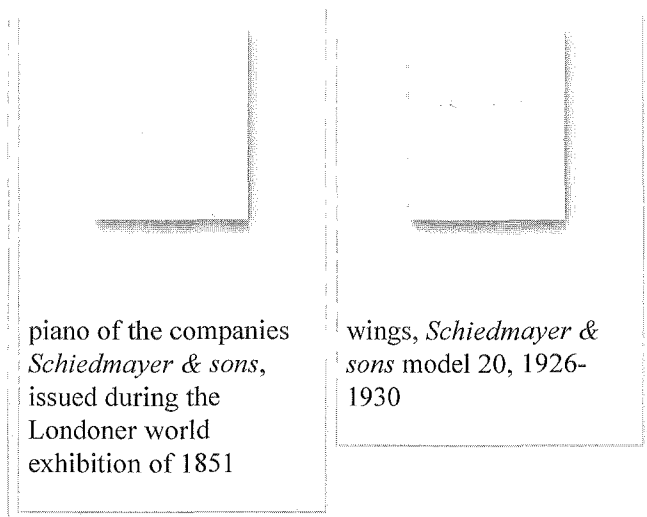 piano of the companies
Schiedmayer & sons,
issued during the
Londoner world
exhibition of 1851
wings, Schiedmayer &
sons model 20, 1926-
1930